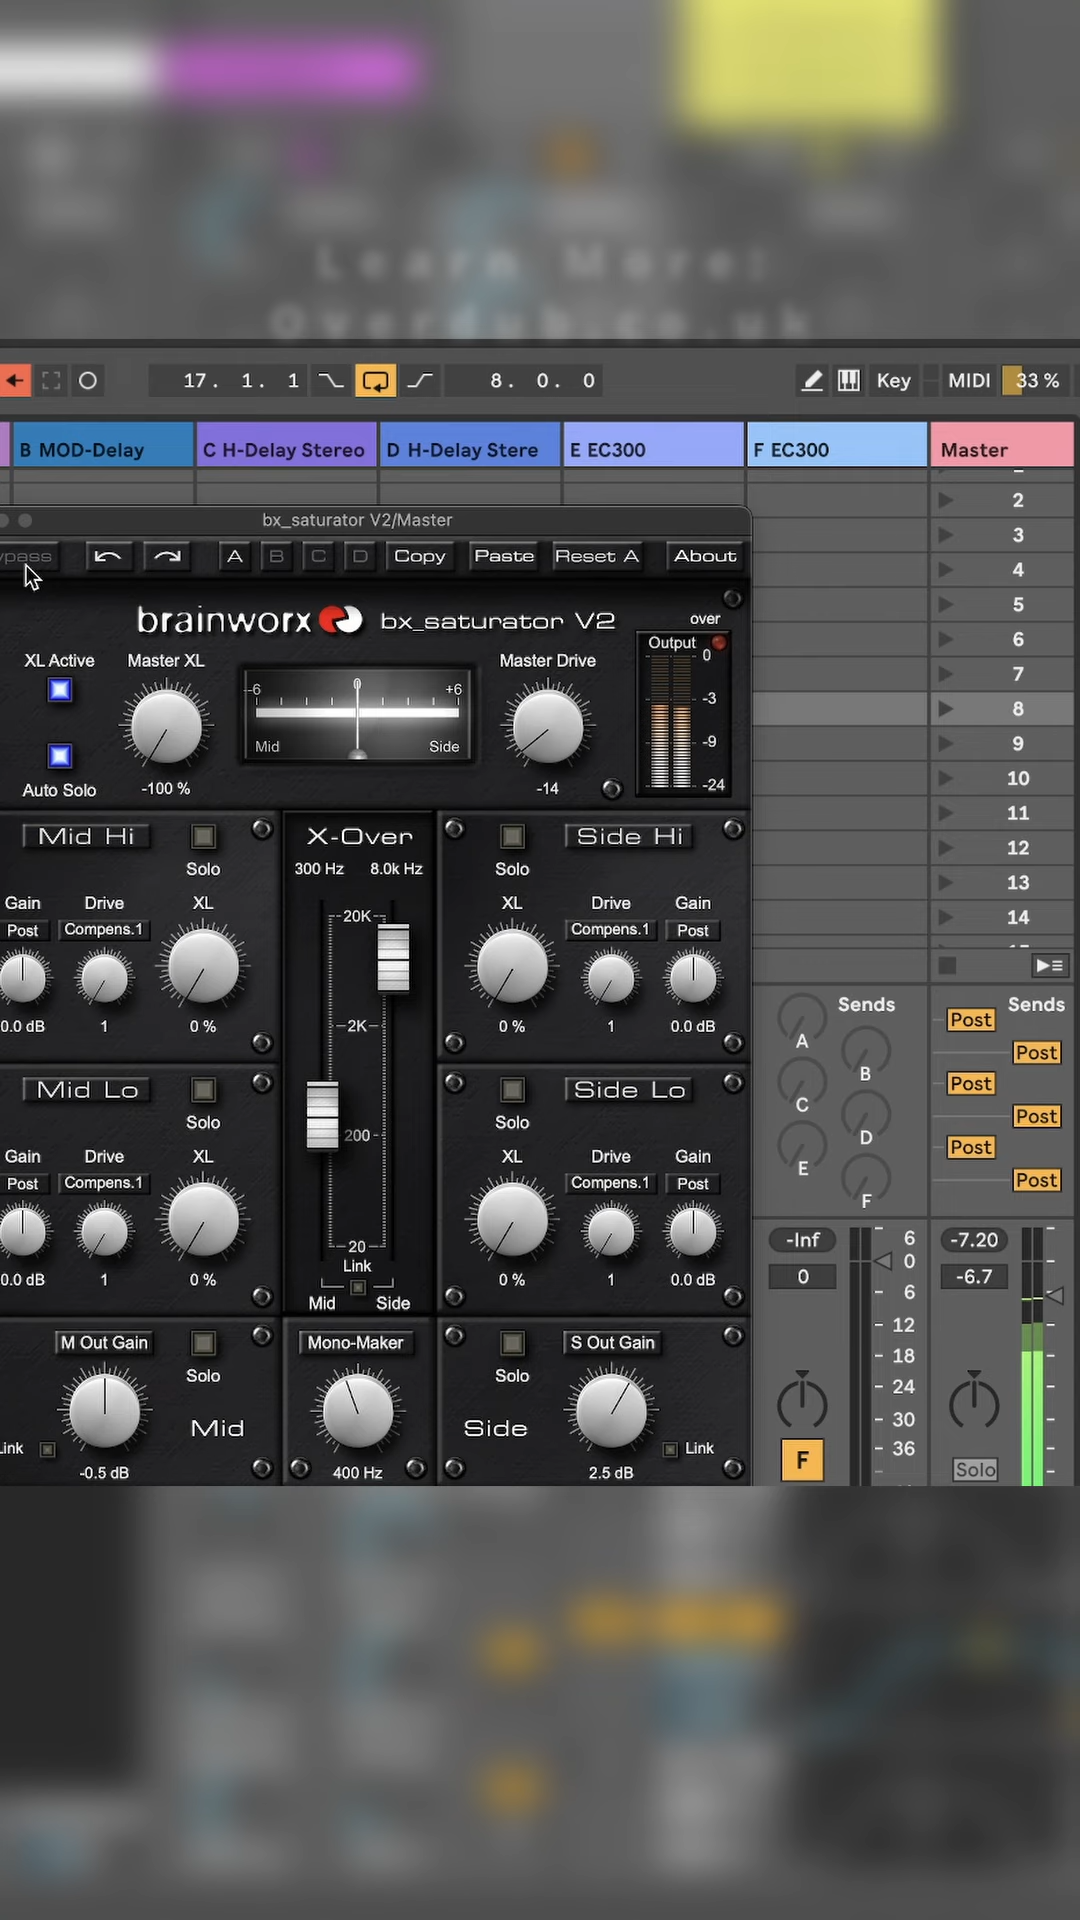 Learn More:
Overdub.co.uk
17. 1. 1
8. 0. 0
Key
MIDI
33 %
B MOD-Delay
C H-Delay Stereo
D H-Delay Stere
E EC300
F EC300
Master
bx_saturator V2/Master
ypass
A
B
C
D
Copy
Paste
Reset A
About
brainworx
bx_saturator V2
over
XL Active
Master XL
-6
0
+6
Mid
Side
Master Drive
Output
0
-3
-9
-24
Auto Solo
-100 %
-14
Mid Hi
Solo
Gain
Drive
XL
Post
Compens.1
0.0 dB
1
0 %
X-Over
300 Hz
8.0k Hz
20K
2K
200
20
Link
Mid
Side
Side Hi
Solo
XL
Drive
Gain
Compens.1
Post
0 %
1
0.0 dB
Mid Lo
Solo
Gain
Drive
XL
Post
Compens.1
0.0 dB
1
0 %
Side Lo
Solo
XL
Drive
Gain
Compens.1
Post
0 %
1
0.0 dB
M Out Gain
Solo
Mid
ink
-0.5 dB
Mono-Maker
400 Hz
S Out Gain
Solo
Side
Link
2.5 dB
2
3
4
5
6
7
8
9
10
11
12
13
14
Sends
A
B
C
D
E
F
Sends
Post
Post
Post
Post
Post
Post
-Inf
0
6
0
6
12
18
24
30
36
F
-7.20
-6.7
Solo